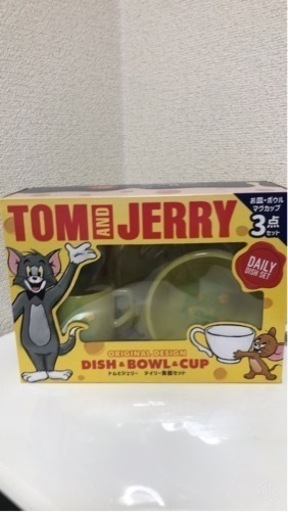 お皿・ボウル
マグカップ
3点
セット
TOM AND JERRY
DAILY
DISH SET
ORIGINAL DESIGN
DISH & BOWL & CUP
トムとジェリー デイリー食器セット